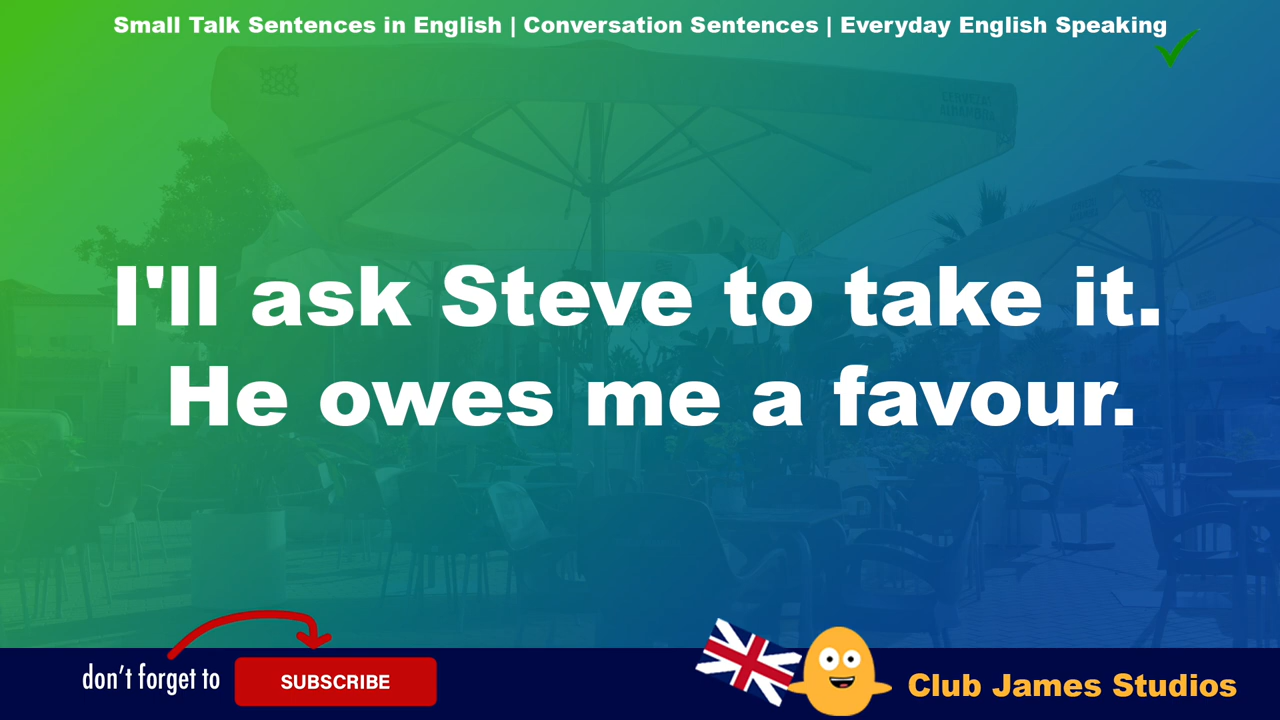 Small Talk Sentences in English | Conversation Sentences | Everyday English Speaking
I'll ask Steve to take it.
He owes me a favour.
don't forget to
SUBSCRIBE
Club James Studios